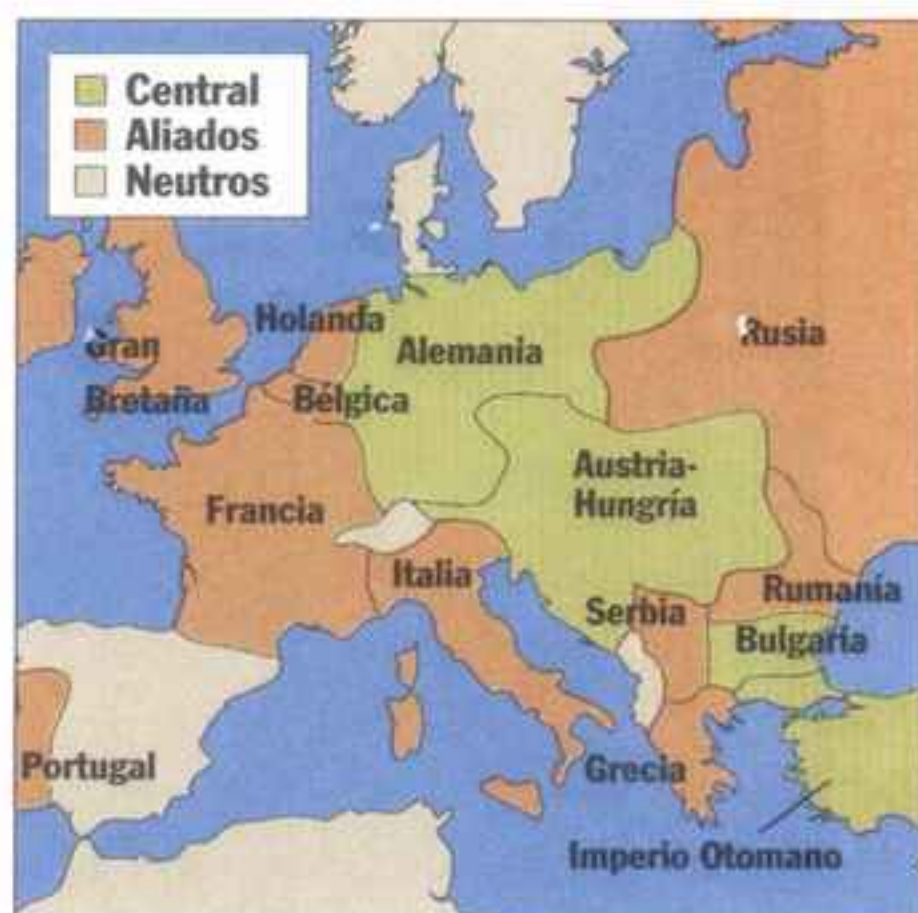 Central
Aliados
Neutros
Holanda
Gran
Bretaña
Alemania
Rusia
Bélgica
Austria-
Hungría
Francia
Italia
Rumanía
Serbia
Bulgaria
Portugal
Grecia
Imperio Otomano